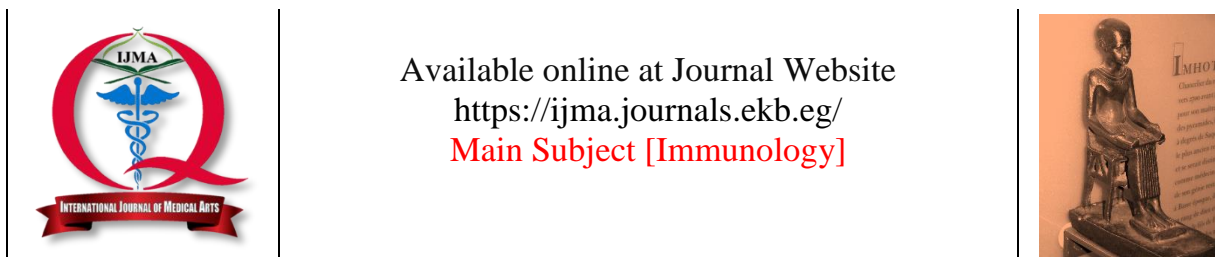 IJMA
INTERNATIONAL JOURNAL OF MEDICAL ARTS
Available online at Journal Website
https://ijma.journals.ekb.eg/
Main Subject [Immunology]
IMHOT